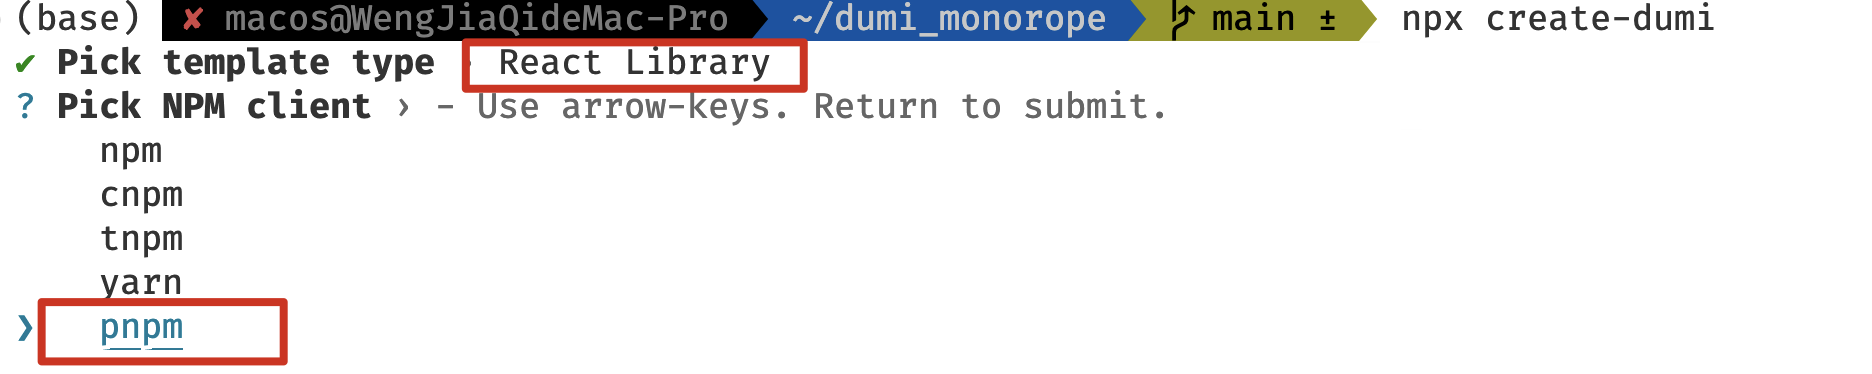 (base) ✘ macos@WengJiaQideMac-Pro ~/dumi_monorope main ± npx create-dumi
✔ Pick template type › React Library
? Pick NPM client › - Use arrow-keys. Return to submit.
npm
cnpm
tnpm
yarn
❯ pnpm